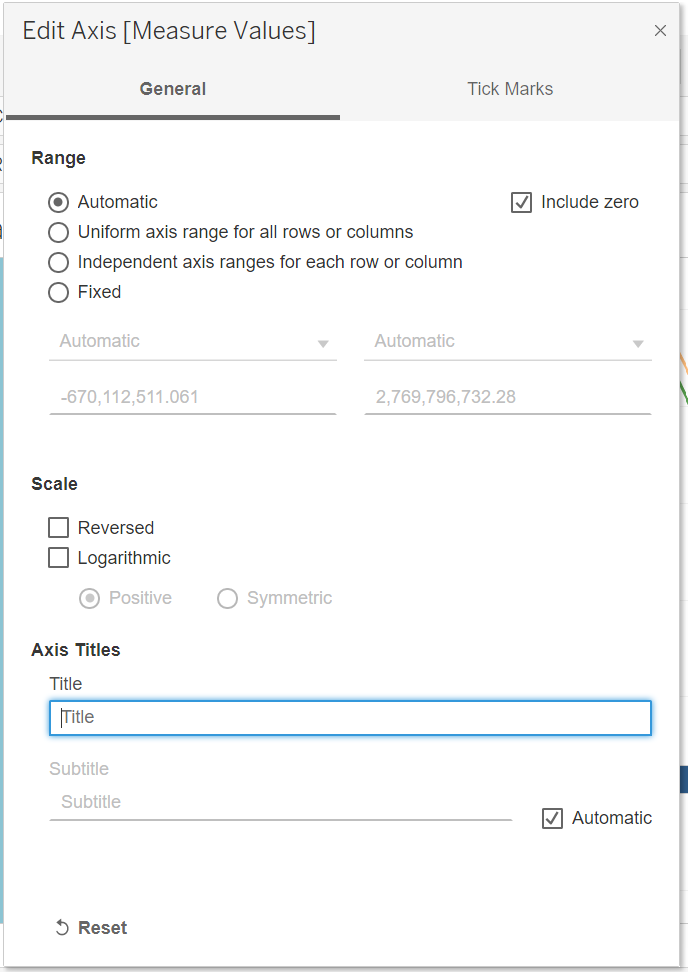 Edit Axis [Measure Values]
General
Tick Marks
Range
Automatic
Include zero
Uniform axis range for all rows or columns
Independent axis ranges for each row or column
Fixed
Automatic
Automatic
-670,112,511.061
2,769,796,732.28
Scale
Reversed
Logarithmic
Positive
Symmetric
Axis Titles
Title
Title
Subtitle
Subtitle
Automatic
Reset